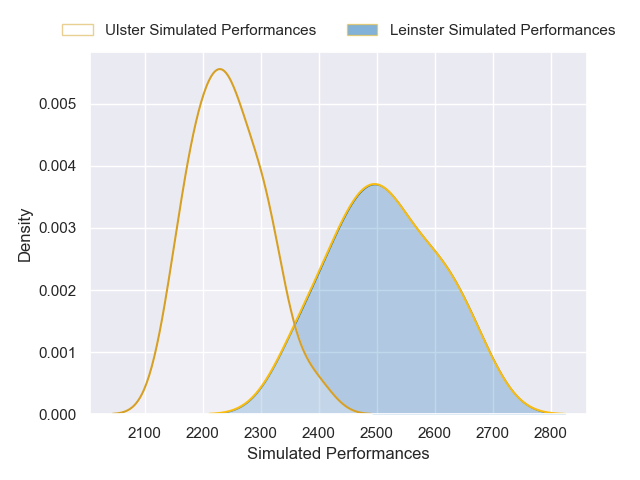 Ulster Simulated Performances Leinster Simulated Performances
0.005
0.004
0.003
0.002
0.001
0.000
Density
2100 2200 2300 2400 2500 2600 2700 2800
Simulated Performances